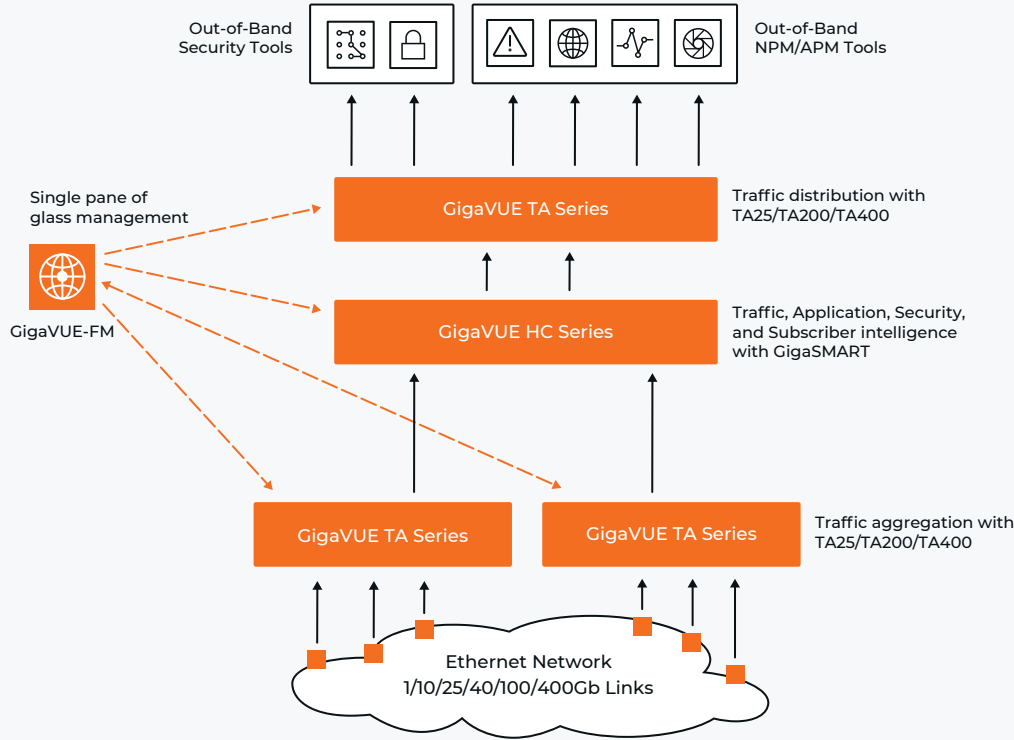 Out-of-Band
Security Tools
Out-of-Band
NPM/APM Tools
Single pane of
glass management
GigaVUE TA Series
Traffic distribution with
TA25/TA200/TA400
GigaVUE-FM
GigaVUE HC Series
Traffic, Application, Security,
and Subscriber intelligence
with GigaSMART
GigaVUE TA Series
GigaVUE TA Series
Traffic aggregation with
TA25/TA200/TA400
Ethernet Network
1/10/25/40/100/400Gb Links